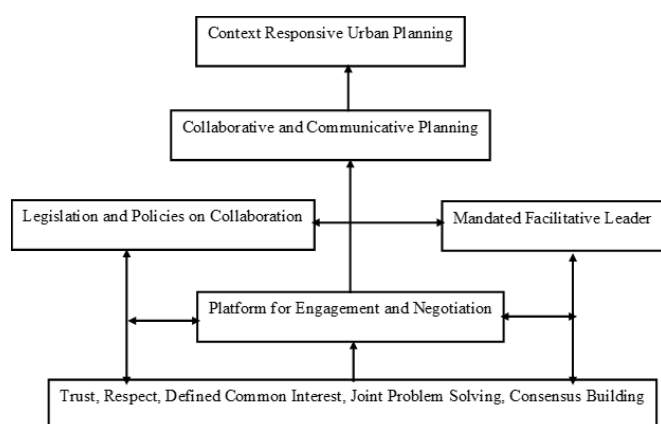 Context Responsive Urban Planning
Collaborative and Communicative Planning
Legislation and Policies on Collaboration
Mandated Facilitative Leader
Platform for Engagement and Negotiation
Trust, Respect, Defined Common Interest, Joint Problem Solving, Consensus Building